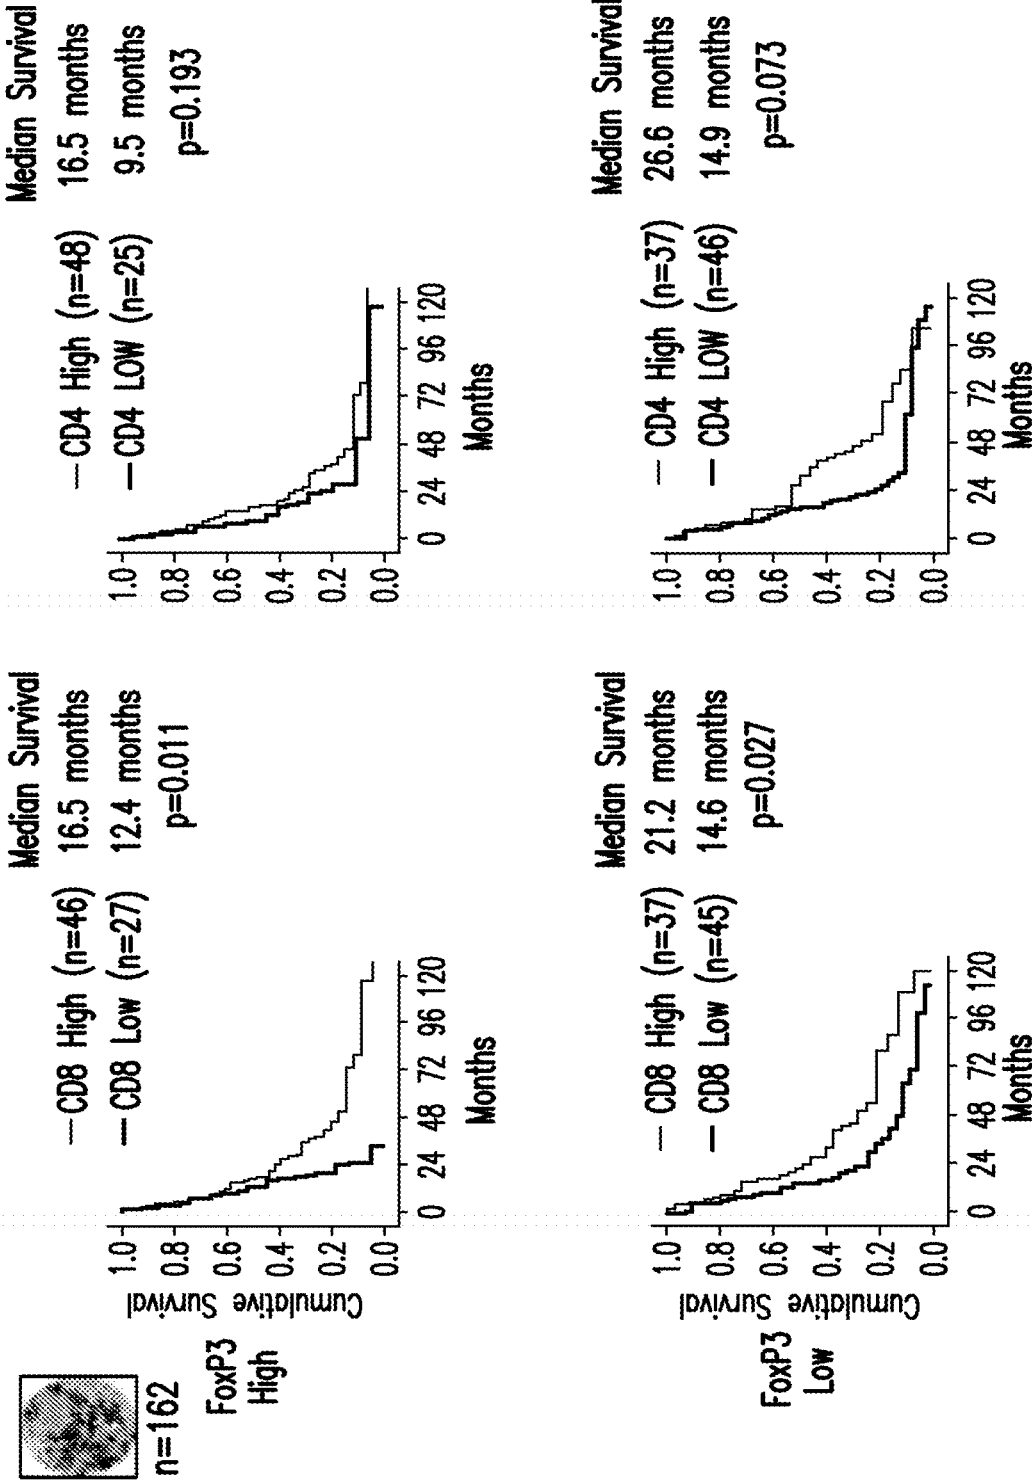 n=162
FoxP3
High
Cumulative Survival
1.0
0.8
0.6
0.4
0.2
0.0
0 24 48 72 96 120
Months
CD8 High (n=46)
CD8 Low (n=27)
Median Survival
16.5 months
12.4 months
p=0.011
1.0
0.8
0.6
0.4
0.2
0.0
0 24 48 72 96 120
Months
CD4 High (n=48)
CD4 LOW (n=25)
Median Survival
16.5 months
9.5 months
p=0.193
FoxP3
Low
Cumulative Survival
1.0
0.8
0.6
0.4
0.2
0.0
0 24 48 72 96 120
Months
CD8 High (n=37)
CD8 Low (n=45)
Median Survival
21.2 months
14.6 months
p=0.027
1.0
0.8
0.6
0.4
0.2
0.0
0 24 48 72 96 120
Months
CD4 High (n=37)
CD4 LOW (n=46)
Median Survival
26.6 months
14.9 months
p=0.073